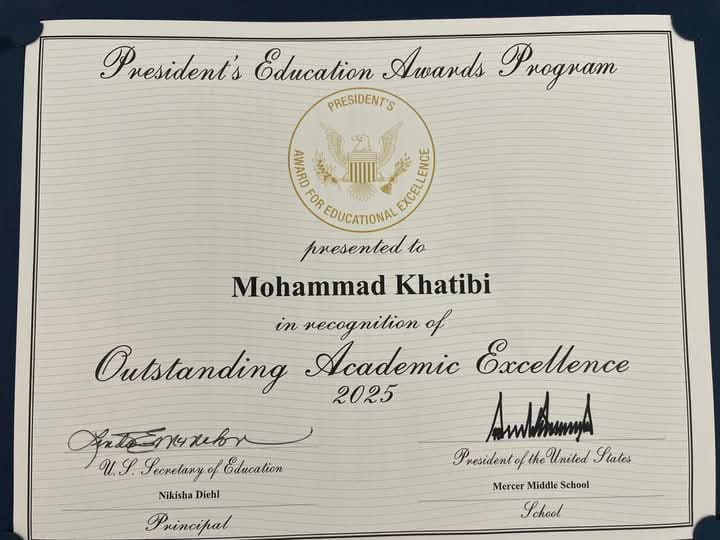 President's Education Awards Program
PRESIDENT'S
AWARD FOR EDUCATIONAL EXCELLENCE
presented to
Mohammad Khatibi
in recognition of
Outstanding Academic Excellence
2025
U.S. Secretary of Education
President of the United States
Nikisha Diehl
Mercer Middle School
Principal
School